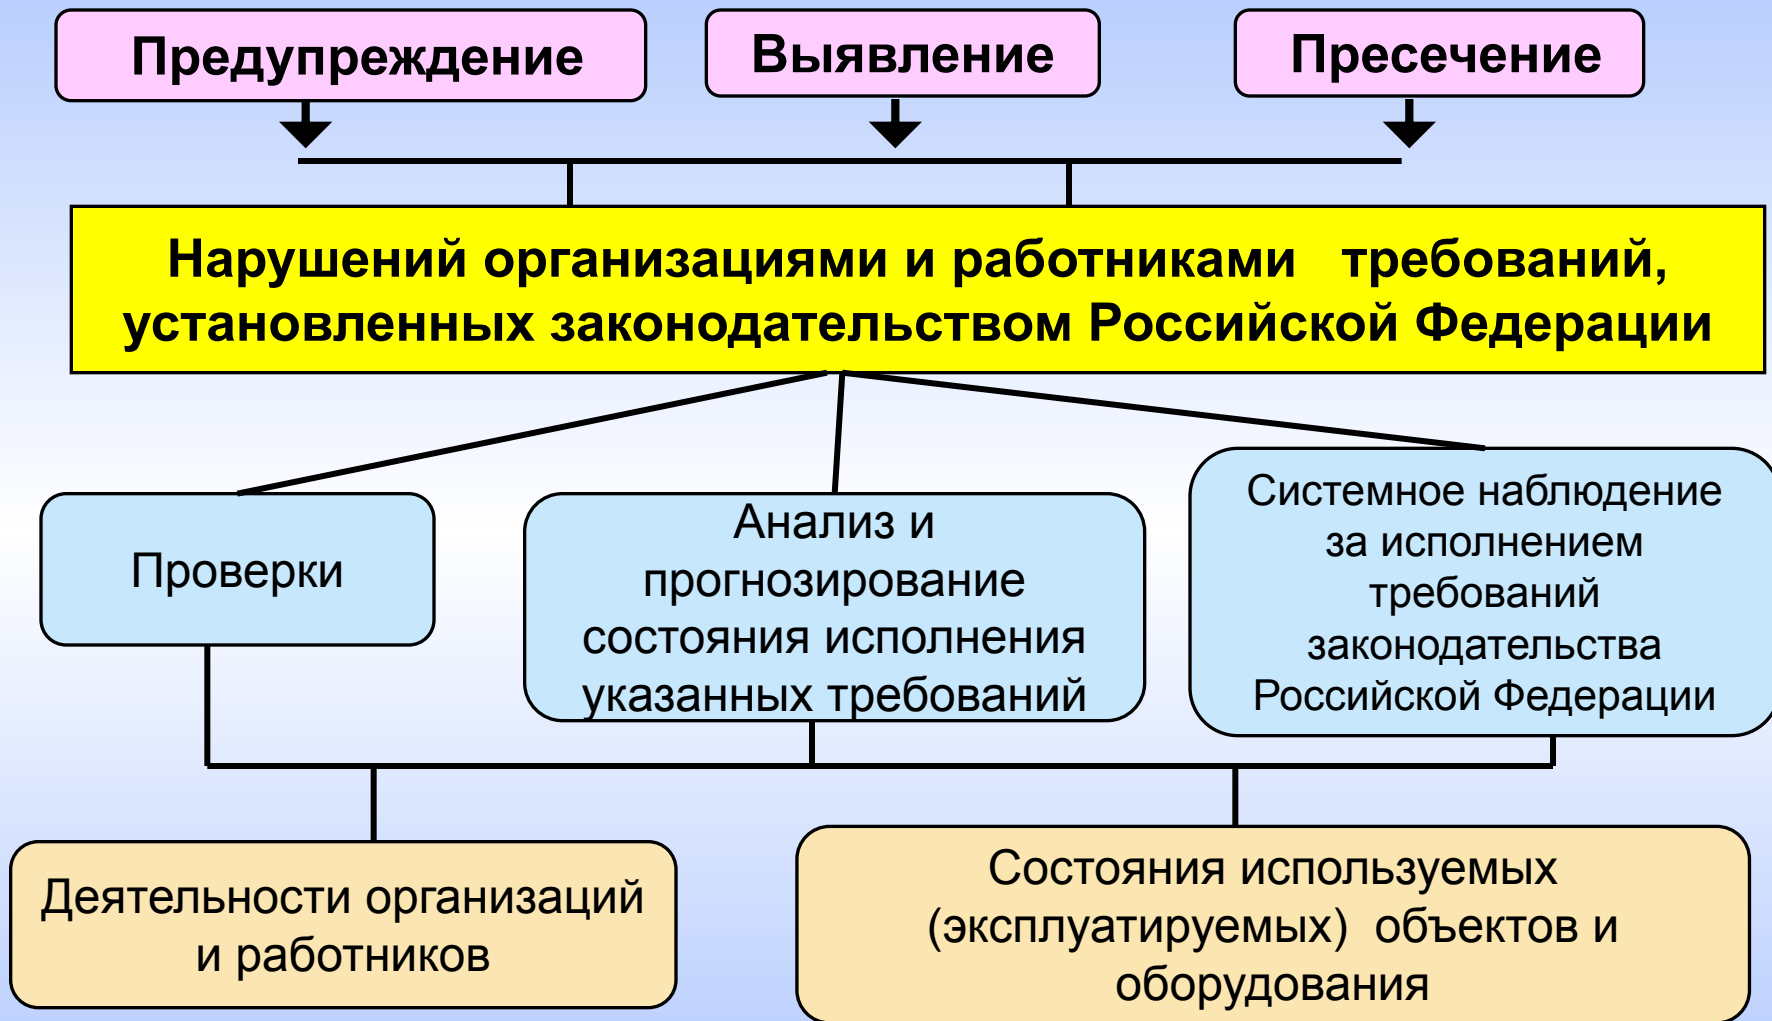 Предупреждение
Выявление
Пресечение
Нарушений организациями и работниками требований,
установленных законодательством Российской Федерации
Проверки
Анализ и
прогнозирование
состояния исполнения
указанных требований
Системное наблюдение
за исполнением
требований
законодательства
Российской Федерации
Деятельности организаций
и работников
Состояния используемых
(эксплуатируемых) объектов и
оборудования